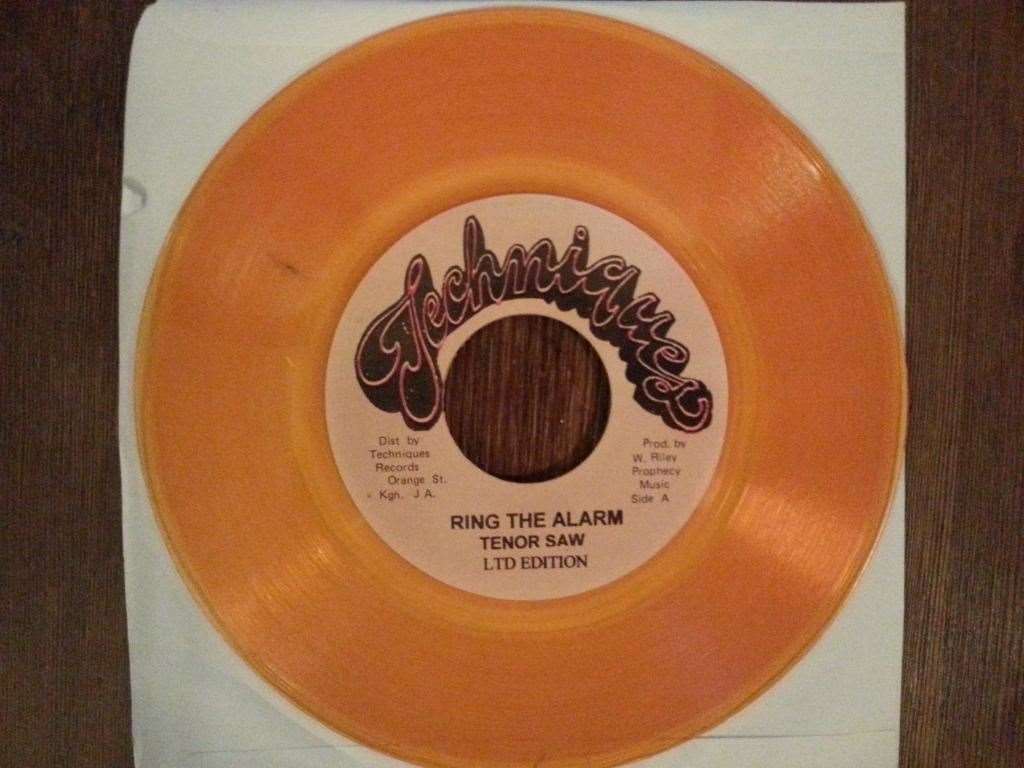 Techniques
Dist by
Techniques
Records
Orange St.
Kgn. J A.
Prod. by
W. Riley
Prophecy
Music
Side A
RING THE ALARM
TENOR SAW
LTD EDITION